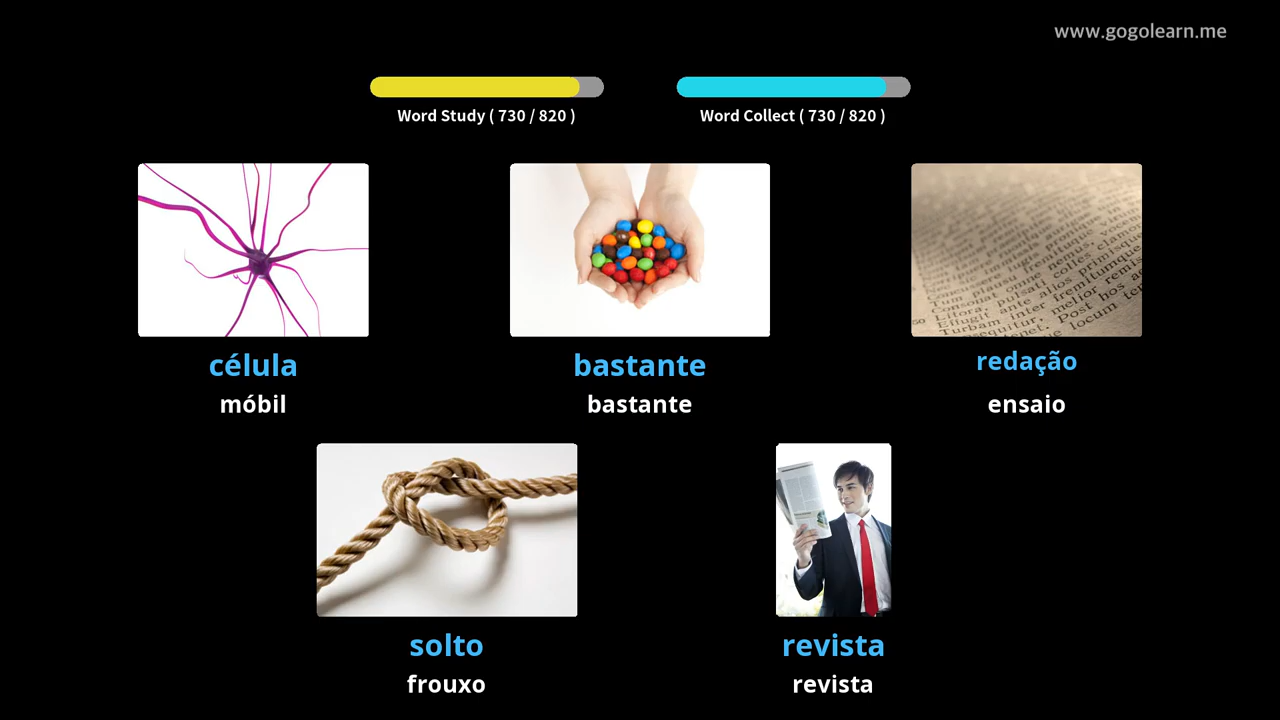 www.gogolearn.me
Word Study ( 730 / 820 )
Word Collect ( 730 / 820 )
célula
móbil
bastante
bastante
redação
ensaio
solto
frouxo
revista
revista